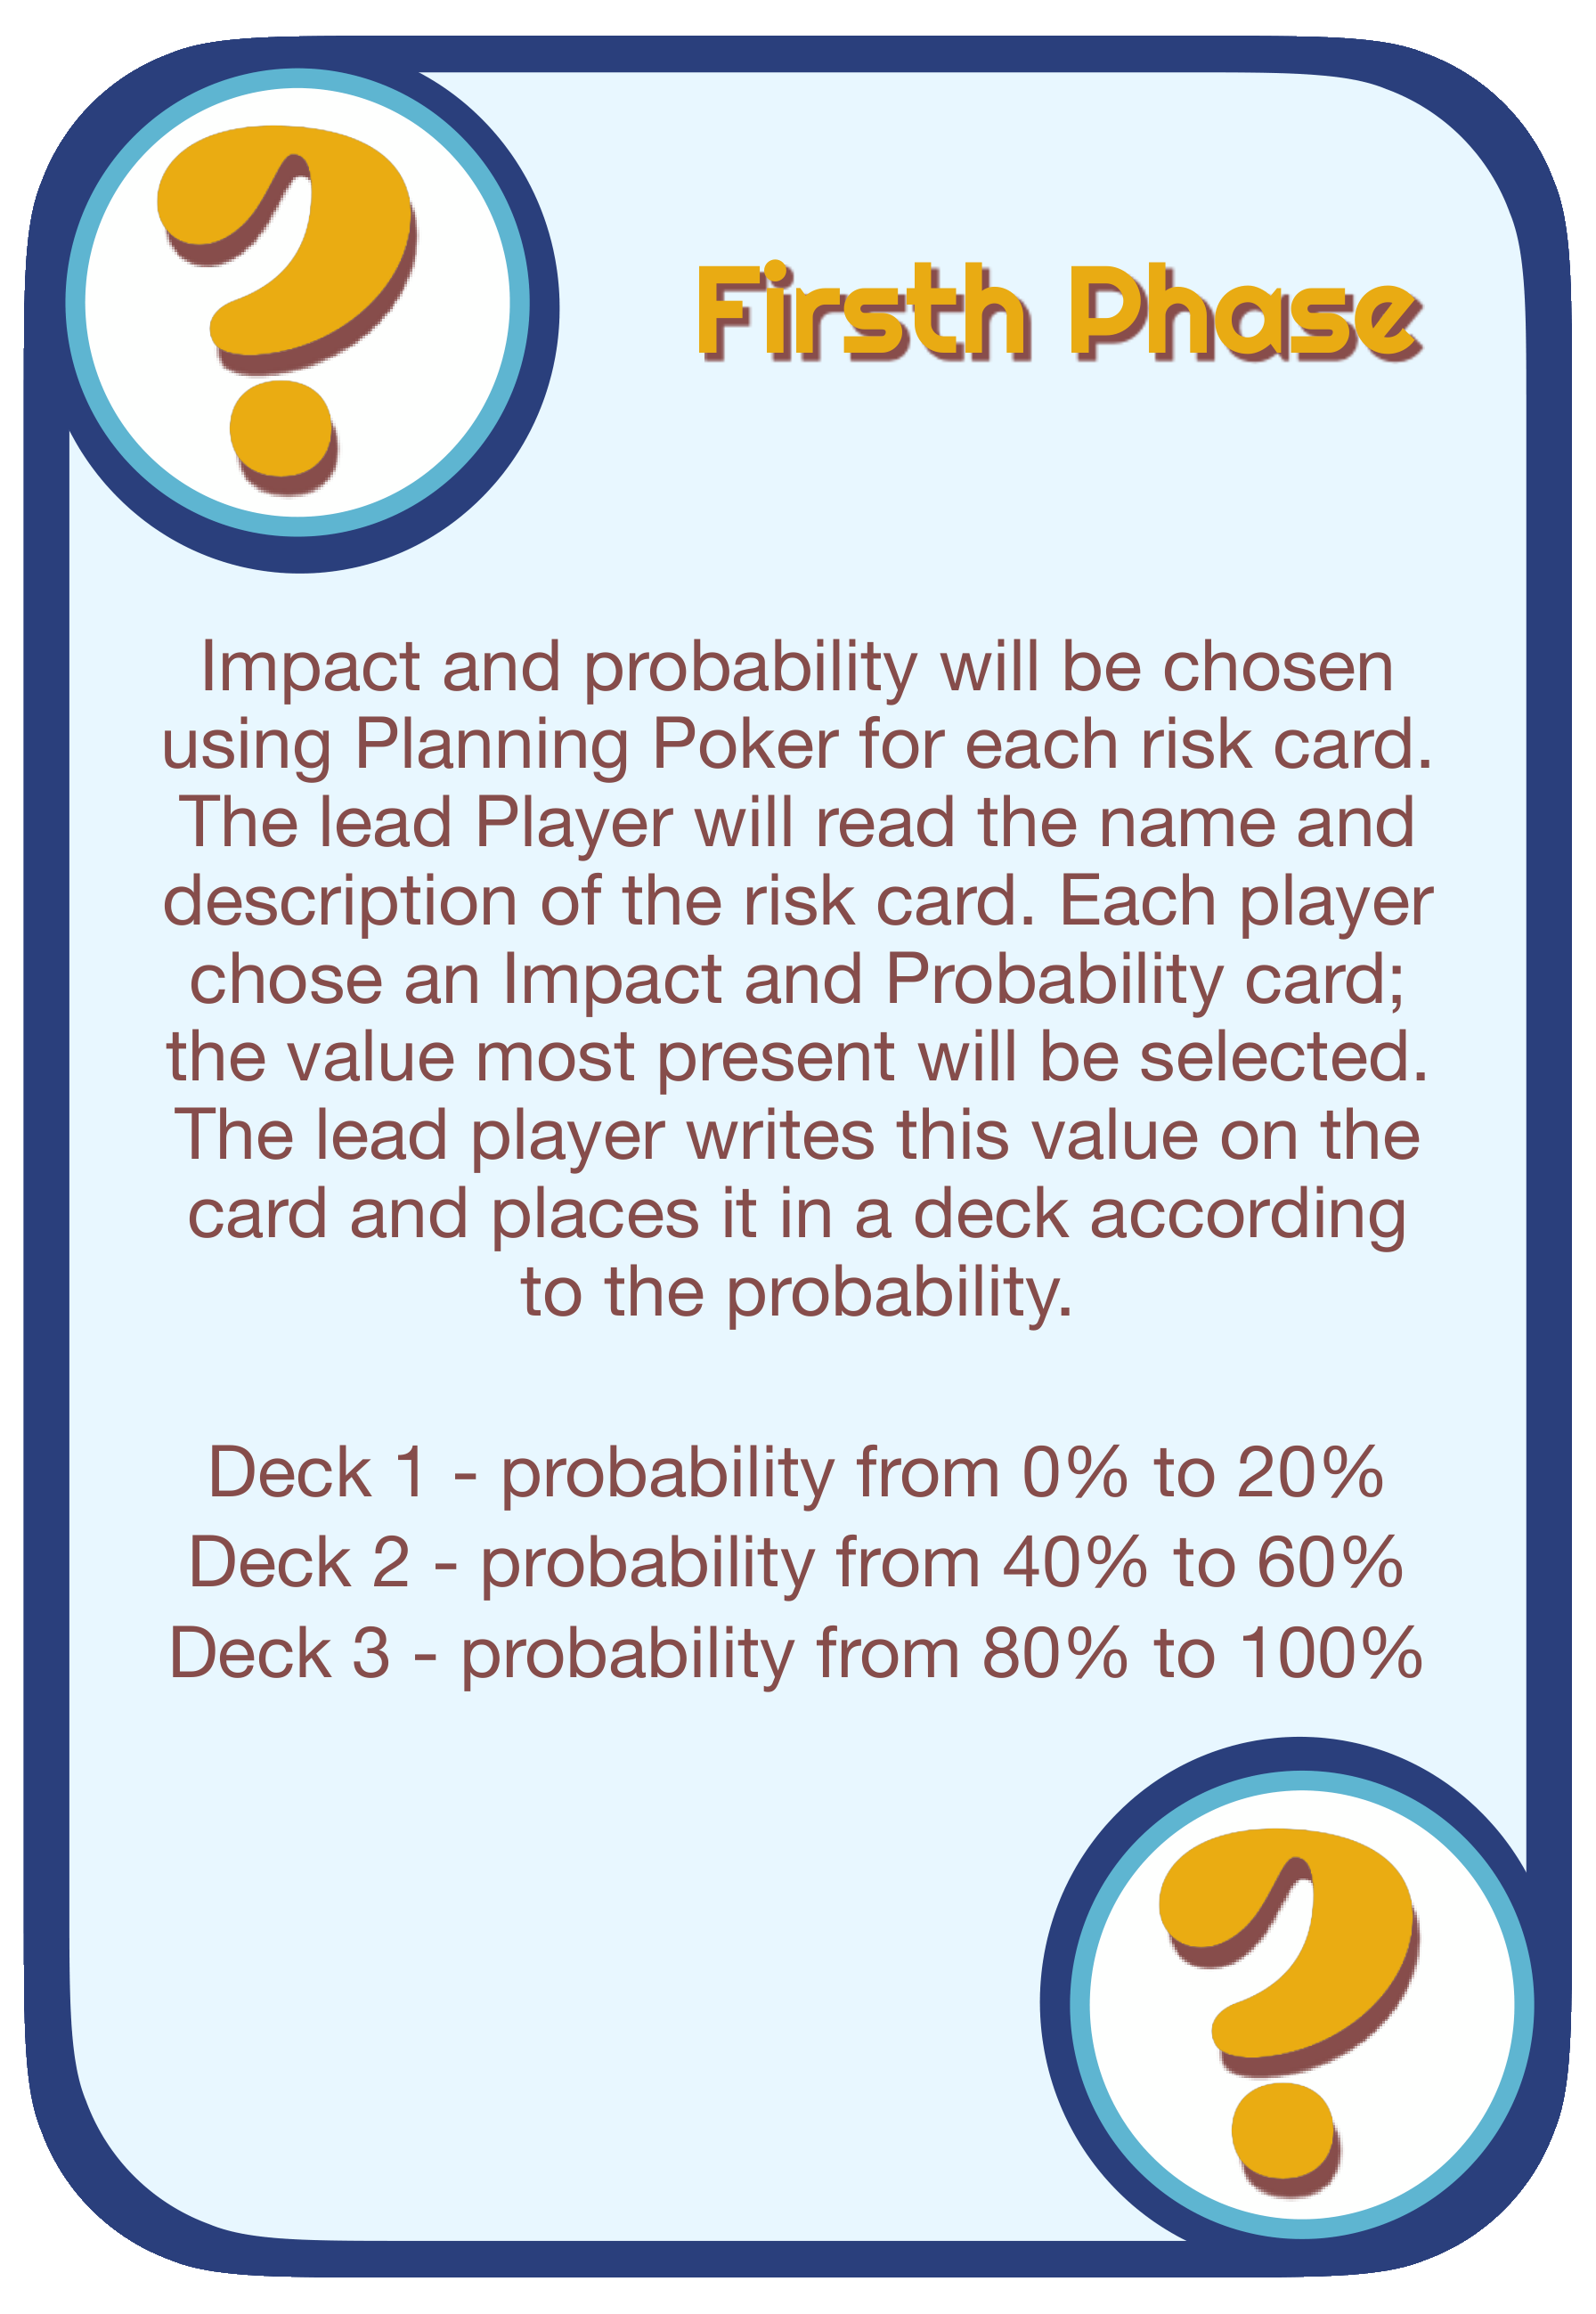 Firsth Phase
Impact and probability will be chosen
using Planning Poker for each risk card.
The lead Player will read the name and
description of the risk card. Each player
chose an Impact and Probability card;
the value most present will be selected.
The lead player writes this value on the
card and places it in a deck according
to the probability.
Deck 1 - probability from 0% to 20%
Deck 2 - probability from 40% to 60%
Deck 3 - probability from 80% to 100%